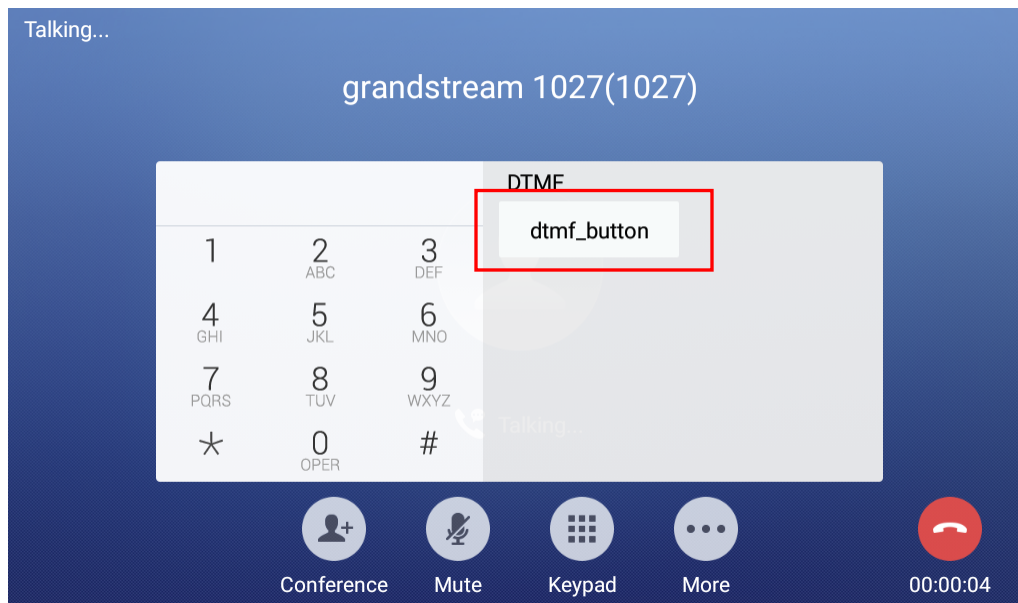 Talking...
grandstream 1027(1027)
DTMF
dtmf_button
1 2 3
ABC DEF
4 5 6
GHI JKL MNO
7 8 9
PQRS TUV WXYZ
* 0 #
OPER
Talking...
Conference Mute Keypad More 00:00:04